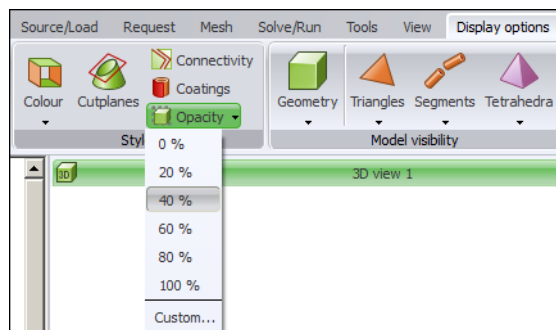 Source/Load Request Mesh Solve/Run Tools View Display options
Connectivity
Coatings
Opacity
Colour Cutplanes
Geometry Triangles Segments Tetrahedra
Model visibility
3D 3D view 1
0 %
20 %
40 %
60 %
80 %
100 %
Custom...